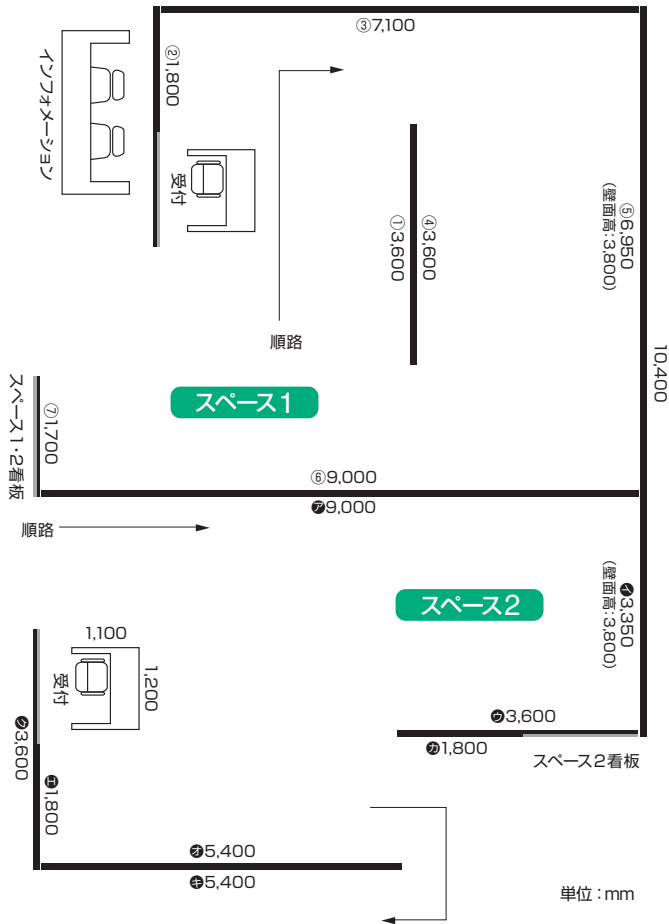 ③7,100
インフォメーション
②1,800
受付
①3,600
④3,600
⑤6,950
(壁面高:3,800)
10,400
順路
スペース1
スペース1・2看板
⑦1,700
⑥9,000
㋐9,000
順路
スペース2
㋑3,350
(壁面高:3,800)
1,100
1,200
受付
㋒3,600
㋕1,800
スペース2看板
㋗3,600
㋓1,800
㋔5,400
㋖5,400
単位:mm